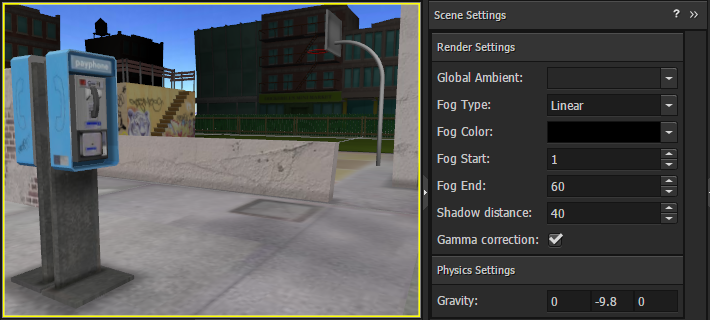 payphone
Scene Settings ? »
Render Settings
Global Ambient:
Fog Type: Linear
Fog Color:
Fog Start: 1
Fog End: 60
Shadow distance: 40
Gamma correction:
Physics Settings
Gravity: 0 -9.8 0